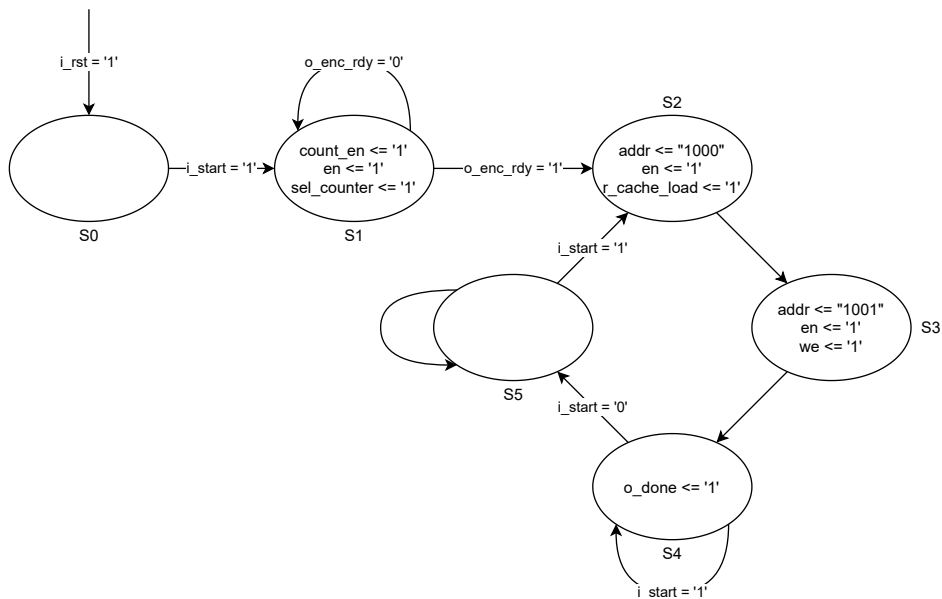 i_rst = '1'
S0
i_start = '1'
o_enc_rdy = '0'
count_en <= '1'
en <= '1'
sel_counter <= '1'
S1
o_enc_rdy = '1'
S2
addr <= "1000"
en <= '1'
r_cache_load <= '1'
i_start = '1'
addr <= "1001"
en <= '1'
we <= '1'
S3
S5
i_start = '0'
o_done <= '1'
S4
i_start = '1'